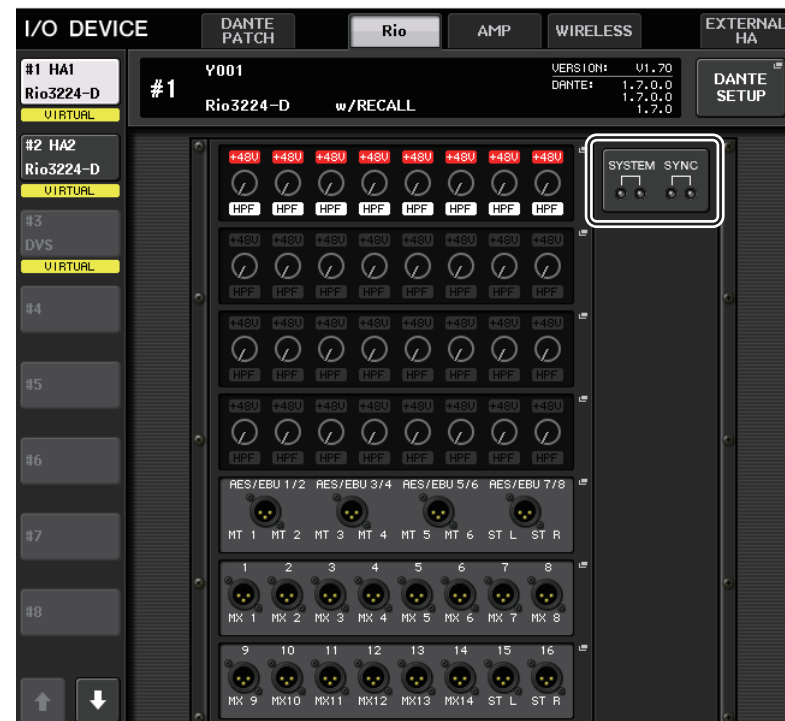 I/O DEVICE
DANTE PATCH
Rio
AMP
WIRELESS
EXTERNAL HA
#1 HA1
Rio3224-D
VIRTUAL
#1
Y001
Rio3224-D w/RECALL
VERSION: V1.70
DANTE: 1.7.0.0
1.7.0.0
1.7.0
DANTE SETUP
#2 HA2
Rio3224-D
VIRTUAL
#3
DVS
VIRTUAL
#4
#5
#6
#7
#8
+48V +48V +48V +48V +48V +48V +48V +48V
HPF HPF HPF HPF HPF HPF HPF HPF
SYSTEM SYNC
+48V +48V +48V +48V +48V +48V +48V +48V
HPF HPF HPF HPF HPF HPF HPF HPF
+48V +48V +48V +48V +48V +48V +48V +48V
HPF HPF HPF HPF HPF HPF HPF HPF
+48V +48V +48V +48V +48V +48V +48V +48V
HPF HPF HPF HPF HPF HPF HPF HPF
AES/EBU 1/2 AES/EBU 3/4 AES/EBU 5/6 AES/EBU 7/8
MT 1 MT 2 MT 3 MT 4 MT 5 MT 6 ST L ST R
1 2 3 4 5 6 7 8
MX 1 MX 2 MX 3 MX 4 MX 5 MX 6 MX 7 MX 8
9 10 11 12 13 14 15 16
MX 9 MX10 MX11 MX12 MX13 MX14 ST L ST R